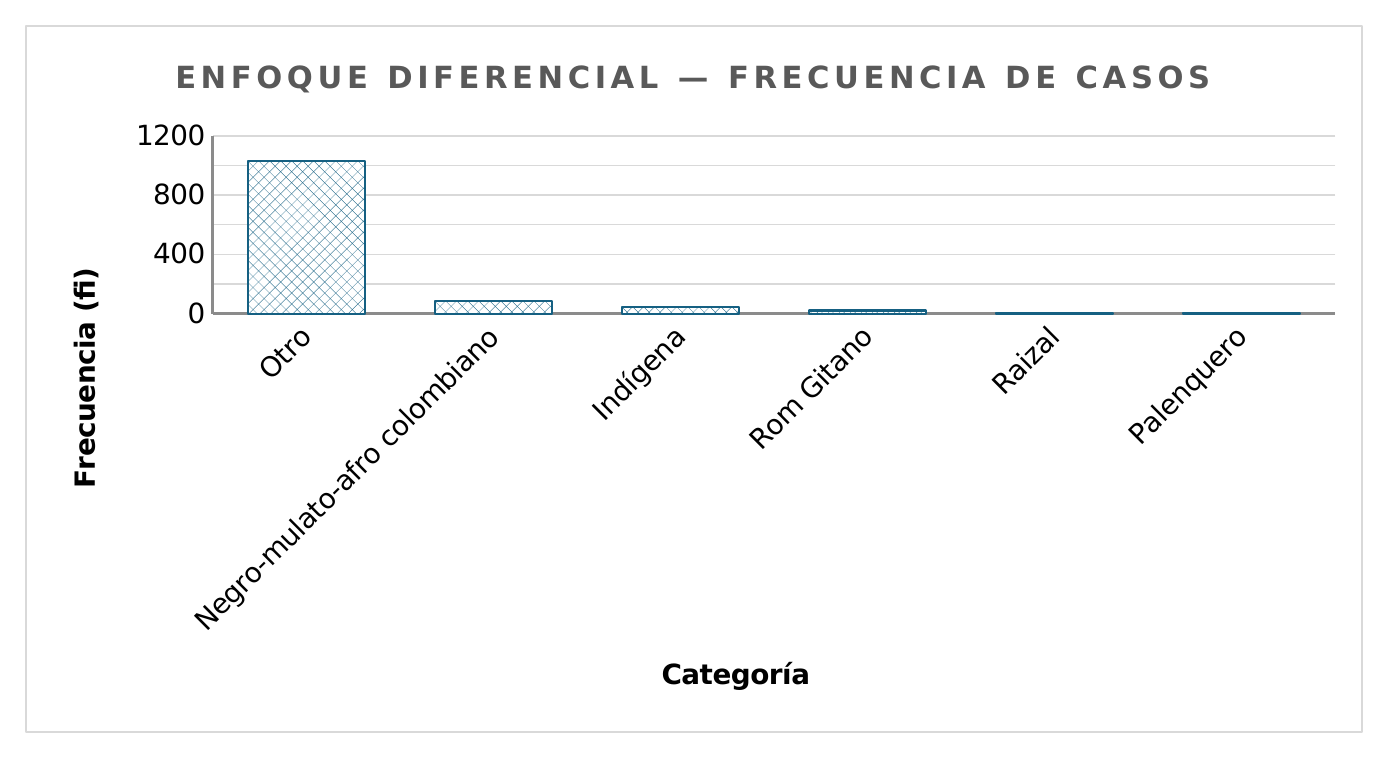 ENFOQUE DIFERENCIAL — FRECUENCIA DE CASOS
1200
800
400
0
Frecuencia (fi)
Otro
Negro-mulato-afro colombiano
Indígena
Rom Gitano
Raizal
Palenquero
Categoría